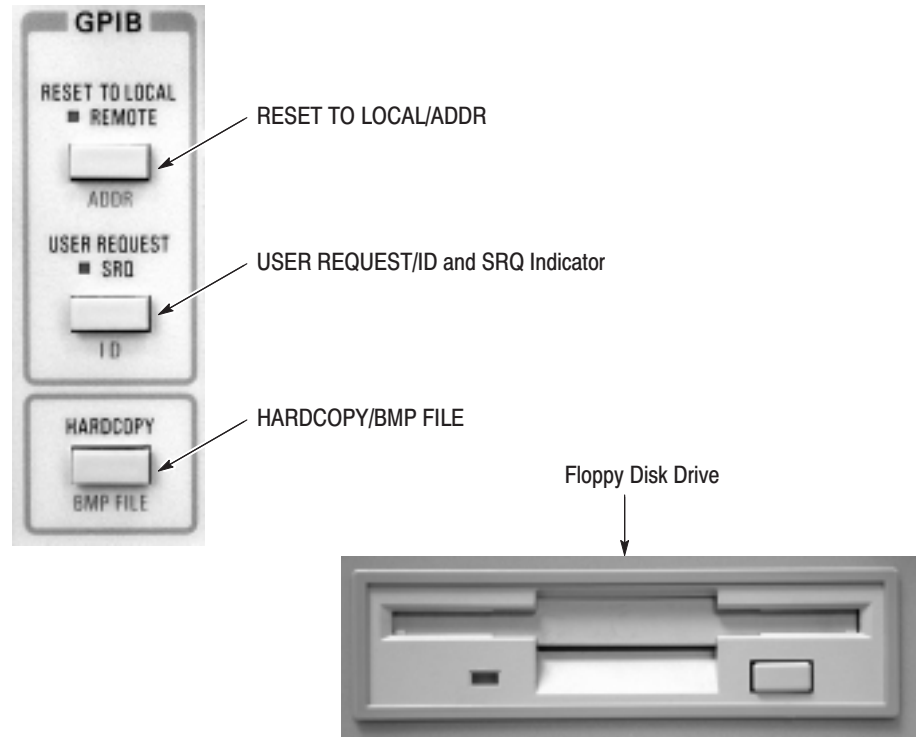 GPIB
RESET TO LOCAL
REMOTE
ADDR
USER REQUEST
SRQ
ID
HARDCOPY
BMP FILE
RESET TO LOCAL/ADDR
USER REQUEST/ID and SRQ Indicator
HARDCOPY/BMP FILE
Floppy Disk Drive